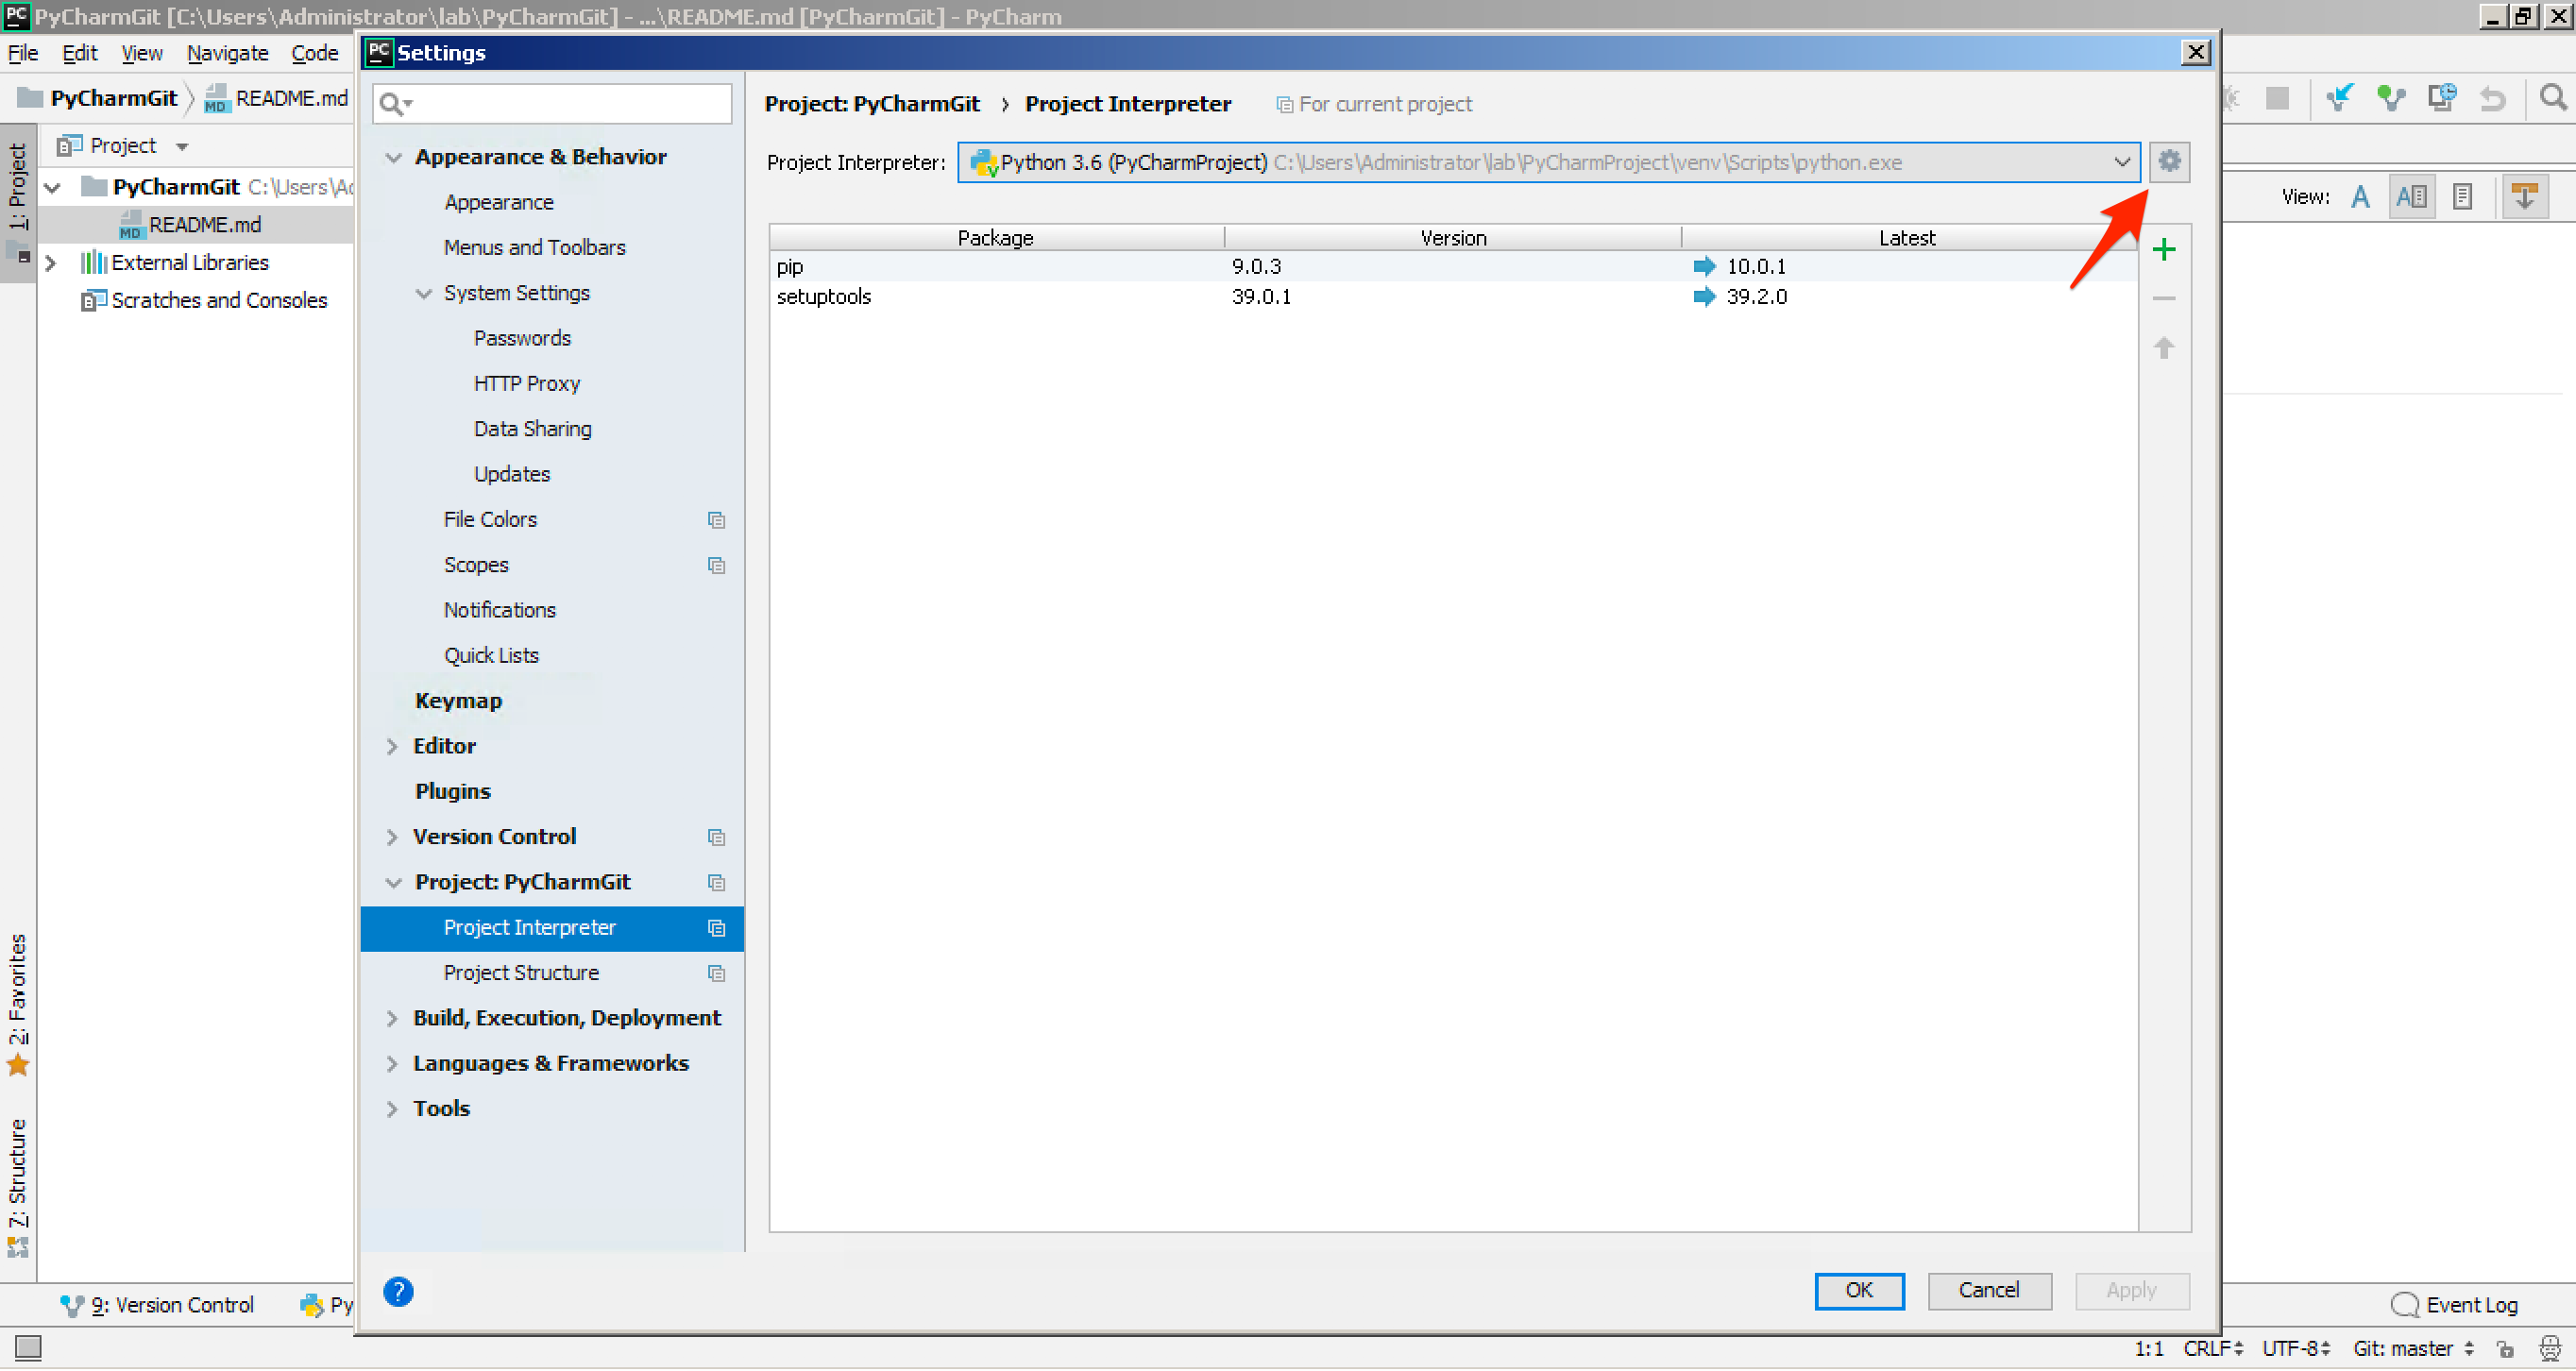 PyCharmGit [C:\Users\Administrator\lab\PyCharmGit] - ...\README.md [PyCharmGit] - PyCharm
File Edit View Navigate Code
PyCharmGit README.md
Project
PyCharmGit C:\Users\Ad
README.md
External Libraries
Scratches and Consoles
1: Project
2: Favorites
7: Structure
Settings
Appearance & Behavior
Appearance
Menus and Toolbars
System Settings
Passwords
HTTP Proxy
Data Sharing
Updates
File Colors
Scopes
Notifications
Quick Lists
Keymap
Editor
Plugins
Version Control
Project: PyCharmGit
Project Interpreter
Project Structure
Build, Execution, Deployment
Languages & Frameworks
Tools
Project: PyCharmGit › Project Interpreter For current project
Project Interpreter: Python 3.6 (PyCharmProject) C:\Users\Administrator\lab\PyCharmProject\venv\Scripts\python.exe
Package Version Latest
pip 9.0.3 10.0.1
setuptools 39.0.1 39.2.0
View:
OK Cancel Apply
9: Version Control Py
Event Log
1:1 CRLF UTF-8 Git: master